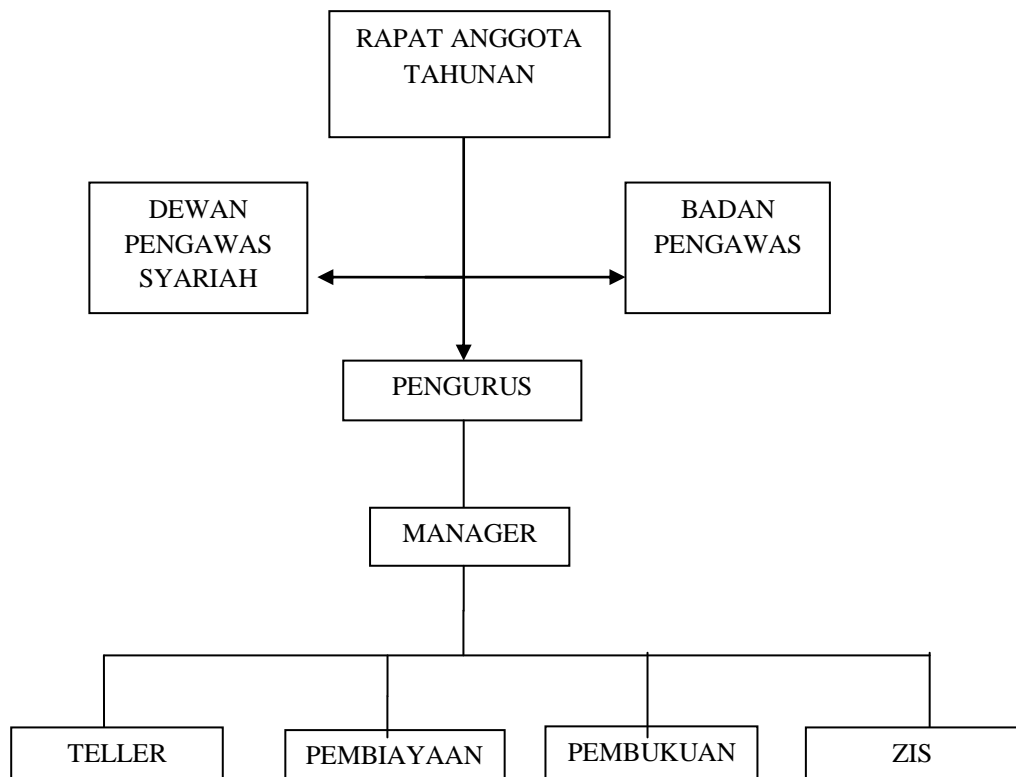 RAPAT ANGGOTA
TAHUNAN
DEWAN
PENGAWAS
SYARIAH
BADAN
PENGAWAS
PENGURUS
MANAGER
TELLER
PEMBIAYAAN
PEMBUKUAN
ZIS